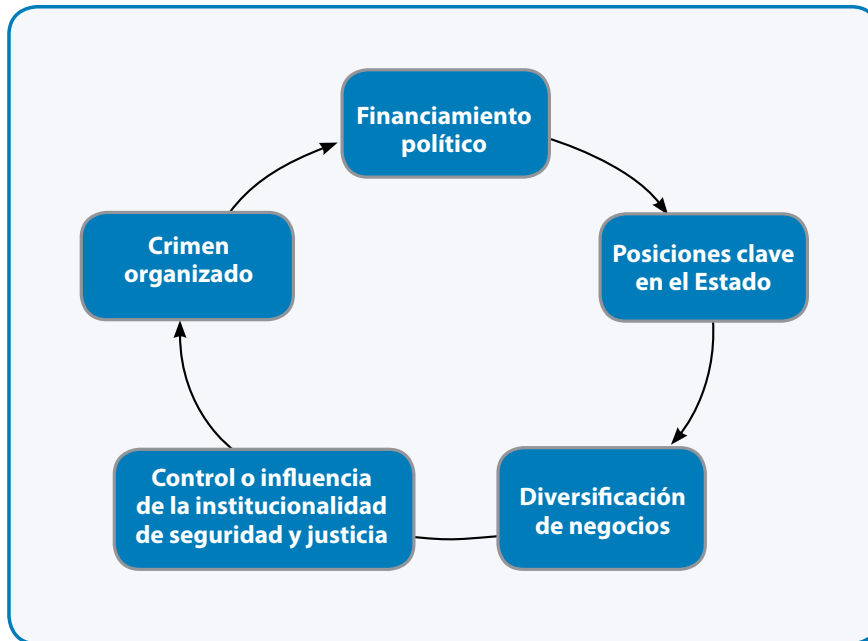 Financiamiento
político
Posiciones clave
en el Estado
Diversificación
de negocios
Control o influencia
de la institucionalidad
de seguridad y justicia
Crimen
organizado